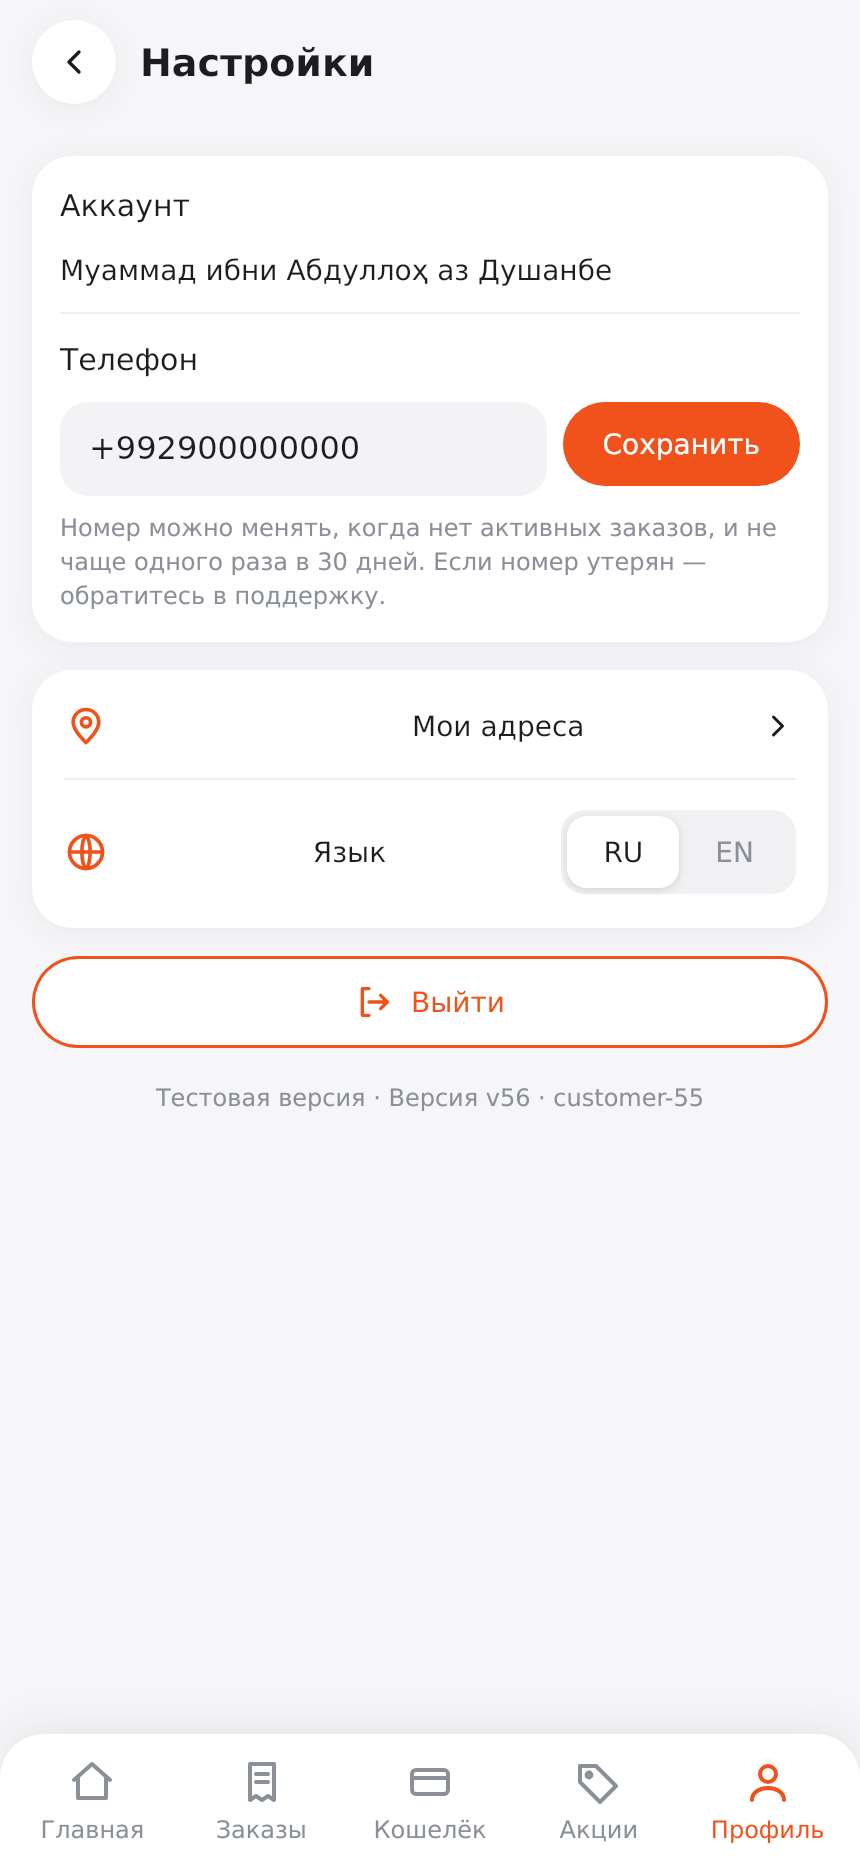 Настройки
Аккаунт
Муаммад ибни Абдуллоҳ аз Душанбе
Телефон
+992900000000
Сохранить
Номер можно менять, когда нет активных заказов, и не
чаще одного раза в 30 дней. Если номер утерян —
обратитесь в поддержку.
Мои адреса
Язык
RU
EN
Выйти
Тестовая версия · Версия v56 · customer-55
Главная
Заказы
Кошелёк
Акции
Профиль